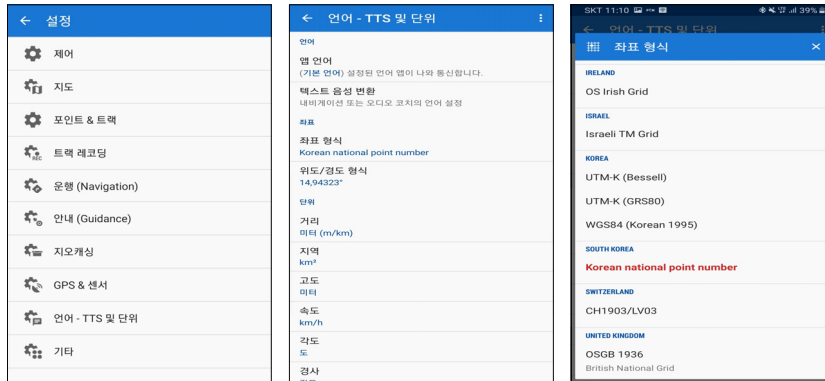 ← 설정
제어
지도
포인트 & 트랙
REC 트랙 레코딩
운행 (Navigation)
안내 (Guidance)
지오캐싱
GPS & 센서
언어 - TTS 및 단위
기타
← 언어 - TTS 및 단위
언어
앱 언어
(기본 언어) 설정된 언어 앱이 나와 통신합니다.
텍스트 음성 변환
내비게이션 또는 오디오 코치의 언어 설정
좌표
좌표 형식
Korean national point number
위도/경도 형식
14,94323°
단위
거리
미터 (m/km)
지역
km²
고도
미터
속도
km/h
각도
도
경사
SKT 11:10 39%
← 언어 - TTS 및 단위
좌표 형식 ×
IRELAND
OS Irish Grid
ISRAEL
Israeli TM Grid
KOREA
UTM-K (Bessell)
UTM-K (GRS80)
WGS84 (Korean 1995)
SOUTH KOREA
Korean national point number
SWITZERLAND
CH1903/LV03
UNITED KINGDOM
OSGB 1936
British National Grid